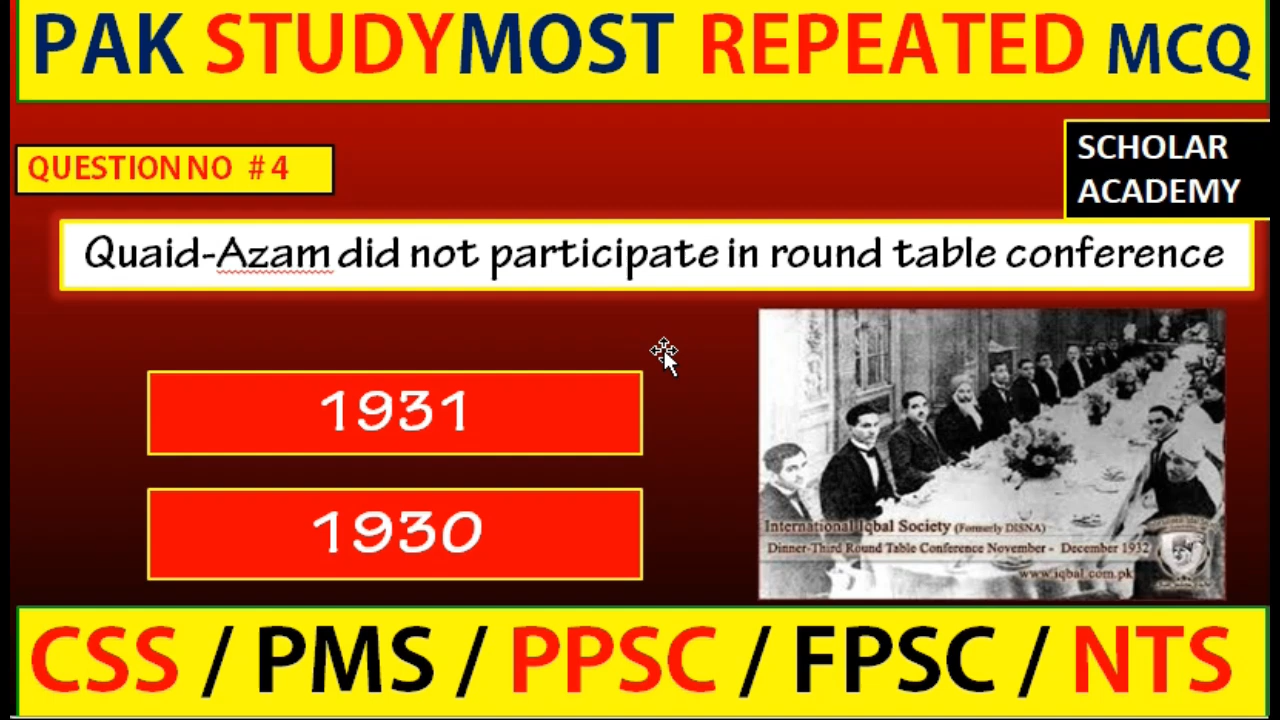 PAK STUDYMOST REPEATED MCQ
QUESTION NO # 4
SCHOLAR
ACADEMY
Quaid-Azam did not participate in round table conference
1931
1930
International Iqbal Society (Formerly DISNA)
Dinner-Third Round Table Conference November - December 1932
www.iqbal.com.pk
CSS / PMS / PPSC / FPSC / NTS